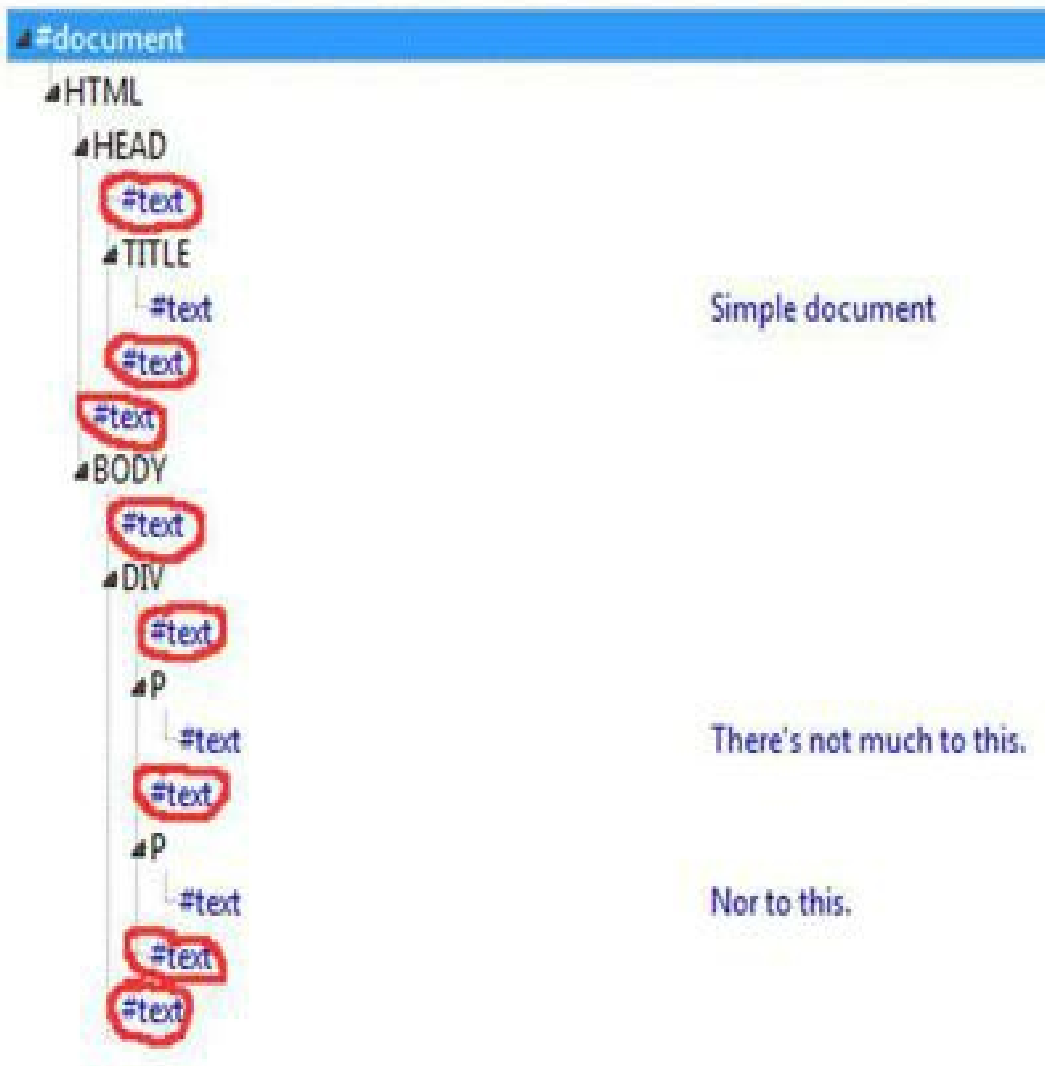 #document
HTML
HEAD
#text
TITLE
#text Simple document
#text
#text
BODY
#text
DIV
#text
P
#text There's not much to this.
#text
P
#text Nor to this.
#text
#text